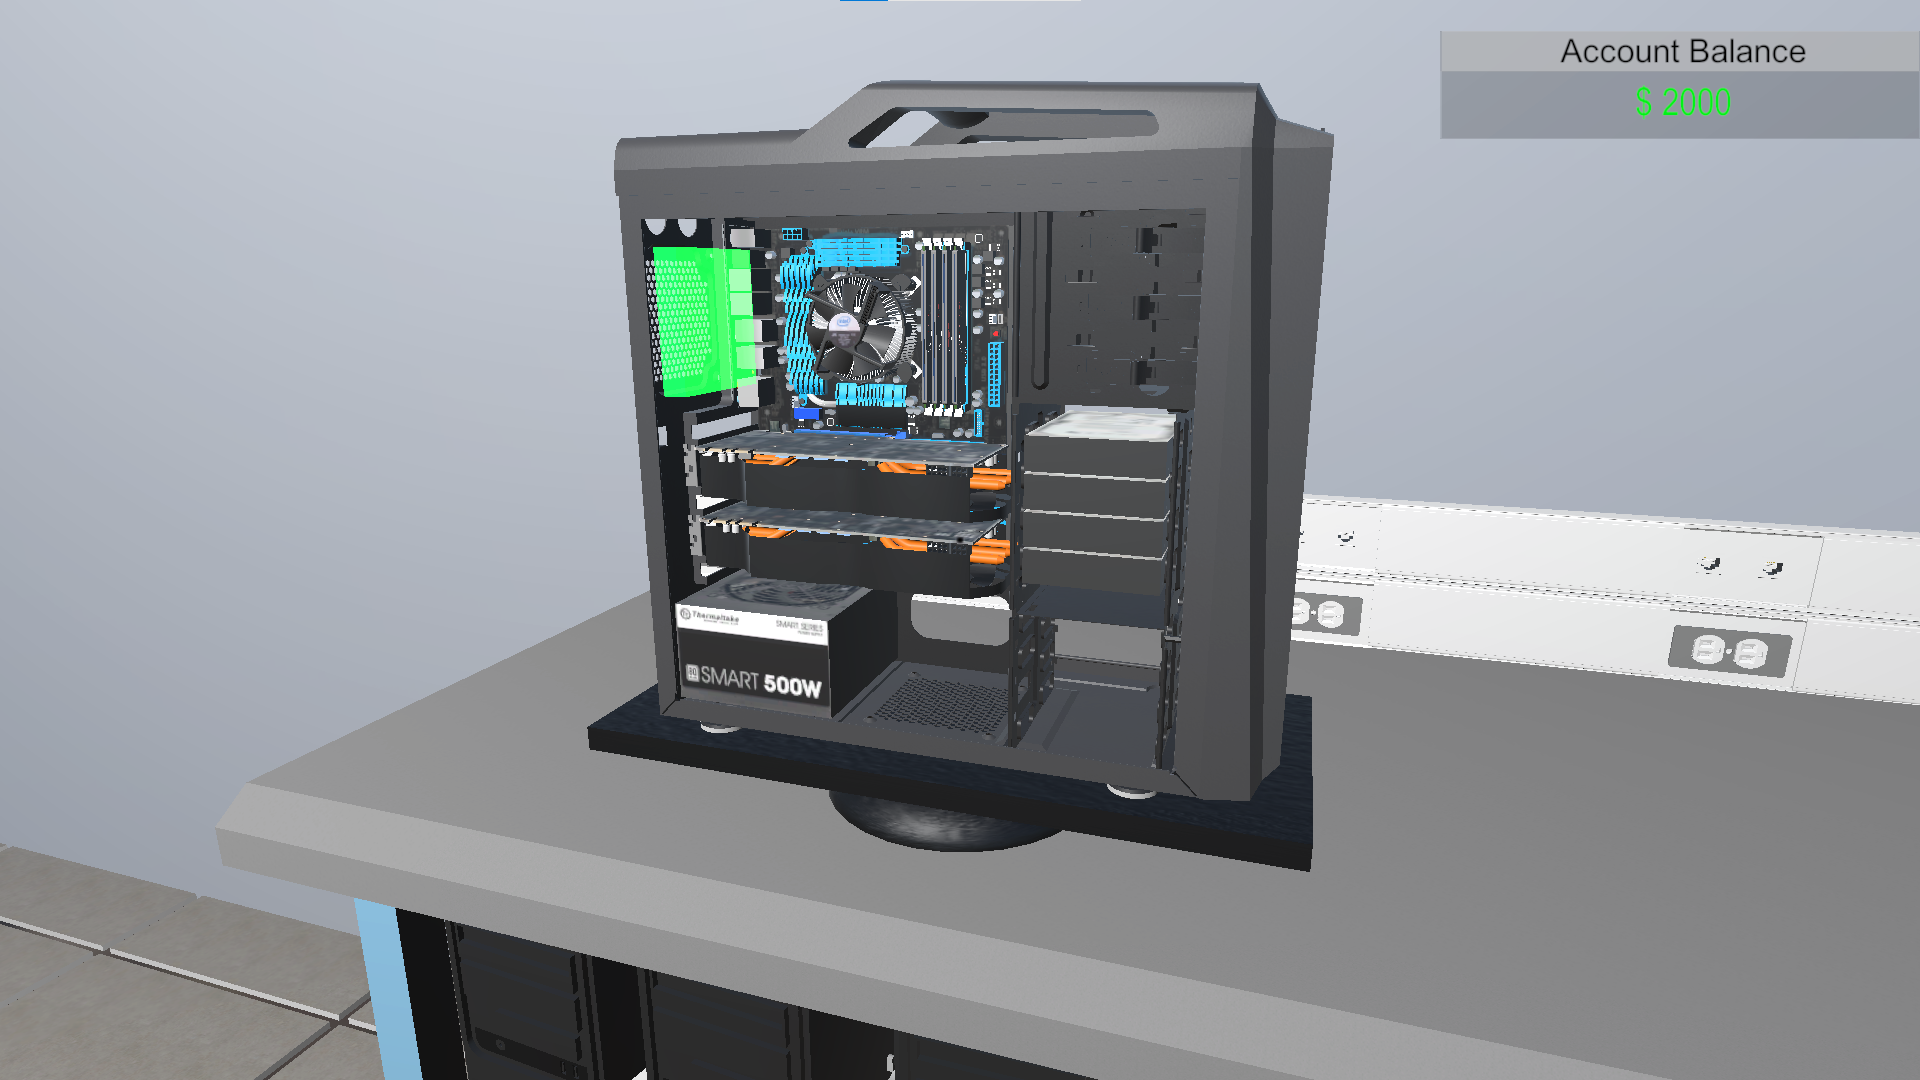 Account Balance
$ 2000
Thermaltake
SMART SERIES
SMART 500W